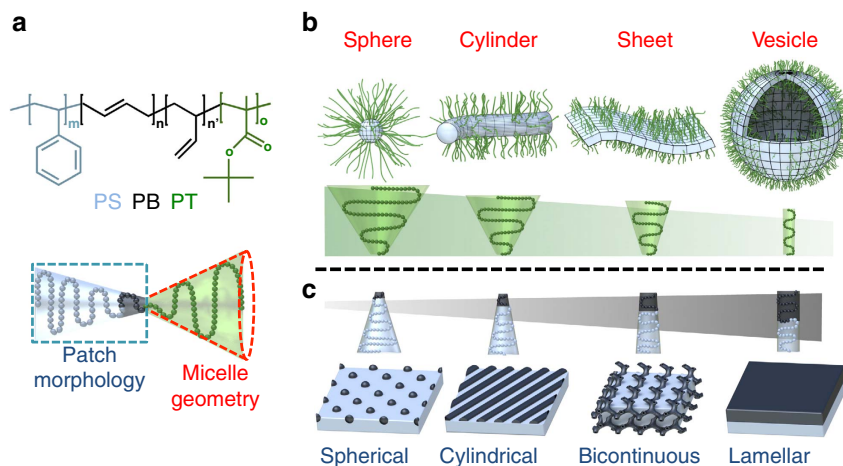 a
m
n
n'
o
o
o
PS PB PT
Patch
morphology
Micelle
geometry
b
Sphere Cylinder Sheet Vesicle
c
Spherical Cylindrical Bicontinuous Lamellar